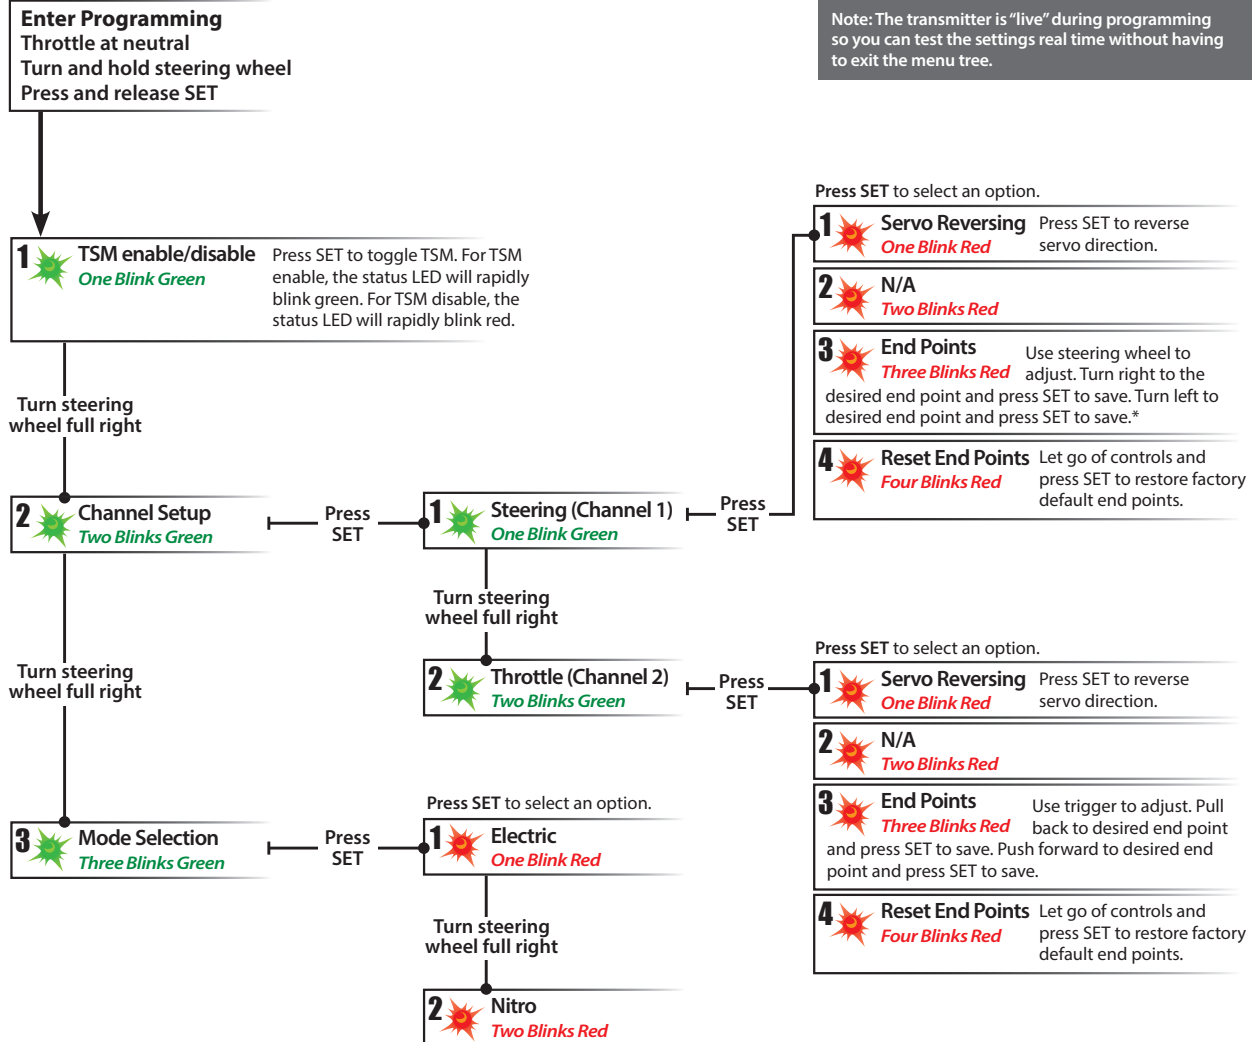 Enter Programming
Throttle at neutral
Turn and hold steering wheel
Press and release SET
Note: The transmitter is “live” during programming
so you can test the settings real time without having
to exit the menu tree.
1 TSM enable/disable
One Blink Green
Press SET to toggle TSM. For TSM
enable, the status LED will rapidly
blink green. For TSM disable, the
status LED will rapidly blink red.
Turn steering
wheel full right
2 Channel Setup
Two Blinks Green
Press
SET
1 Steering (Channel 1)
One Blink Green
Press
SET
Press SET to select an option.
1 Servo Reversing
One Blink Red
Press SET to reverse
servo direction.
2 N/A
Two Blinks Red
3 End Points
Three Blinks Red
Use steering wheel to
adjust. Turn right to the
desired end point and press SET to save. Turn left to
desired end point and press SET to save.*
4 Reset End Points
Four Blinks Red
Let go of controls and
press SET to restore factory
default end points.
Turn steering
wheel full right
2 Throttle (Channel 2)
Two Blinks Green
Press
SET
Press SET to select an option.
1 Servo Reversing
One Blink Red
Press SET to reverse
servo direction.
2 N/A
Two Blinks Red
3 End Points
Three Blinks Red
Use trigger to adjust. Pull
back to desired end point
and press SET to save. Push forward to desired end
point and press SET to save.
4 Reset End Points
Four Blinks Red
Let go of controls and
press SET to restore factory
default end points.
Turn steering
wheel full right
3 Mode Selection
Three Blinks Green
Press
SET
Press SET to select an option.
1 Electric
One Blink Red
Turn steering
wheel full right
2 Nitro
Two Blinks Red